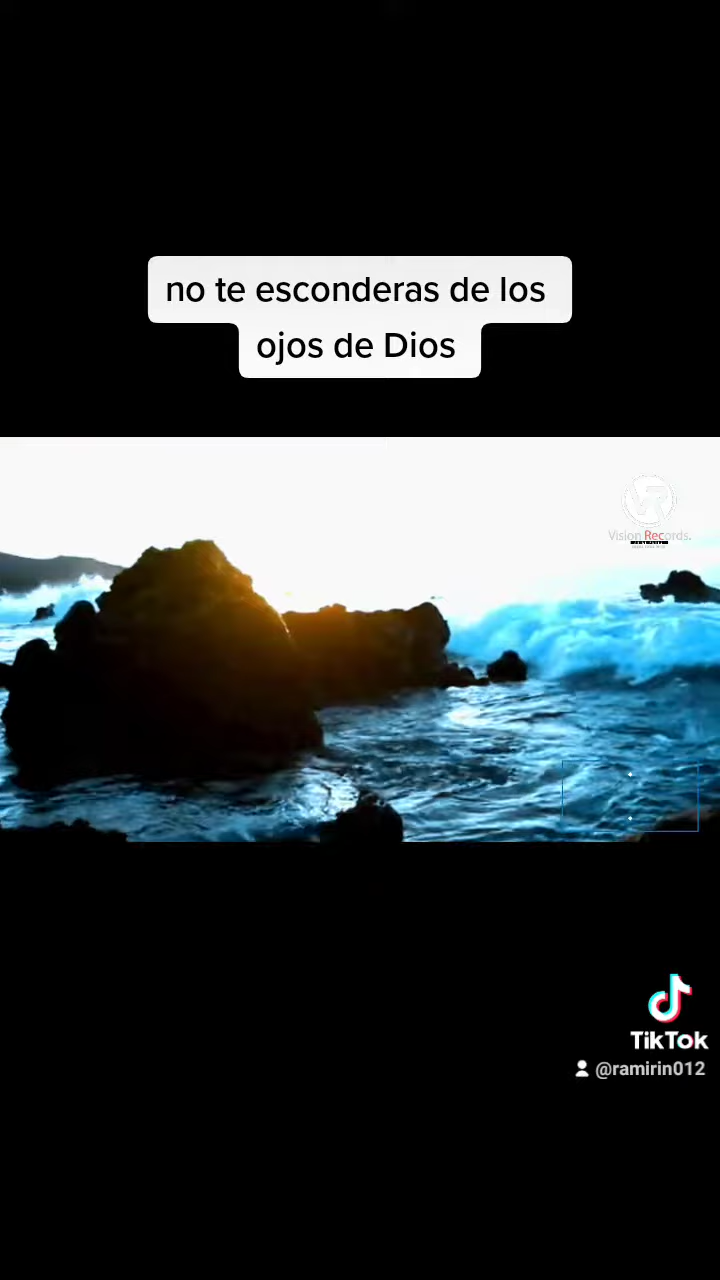 no te esconderas de los
ojos de Dios
Vision Records.
TikTok
@ramirin012